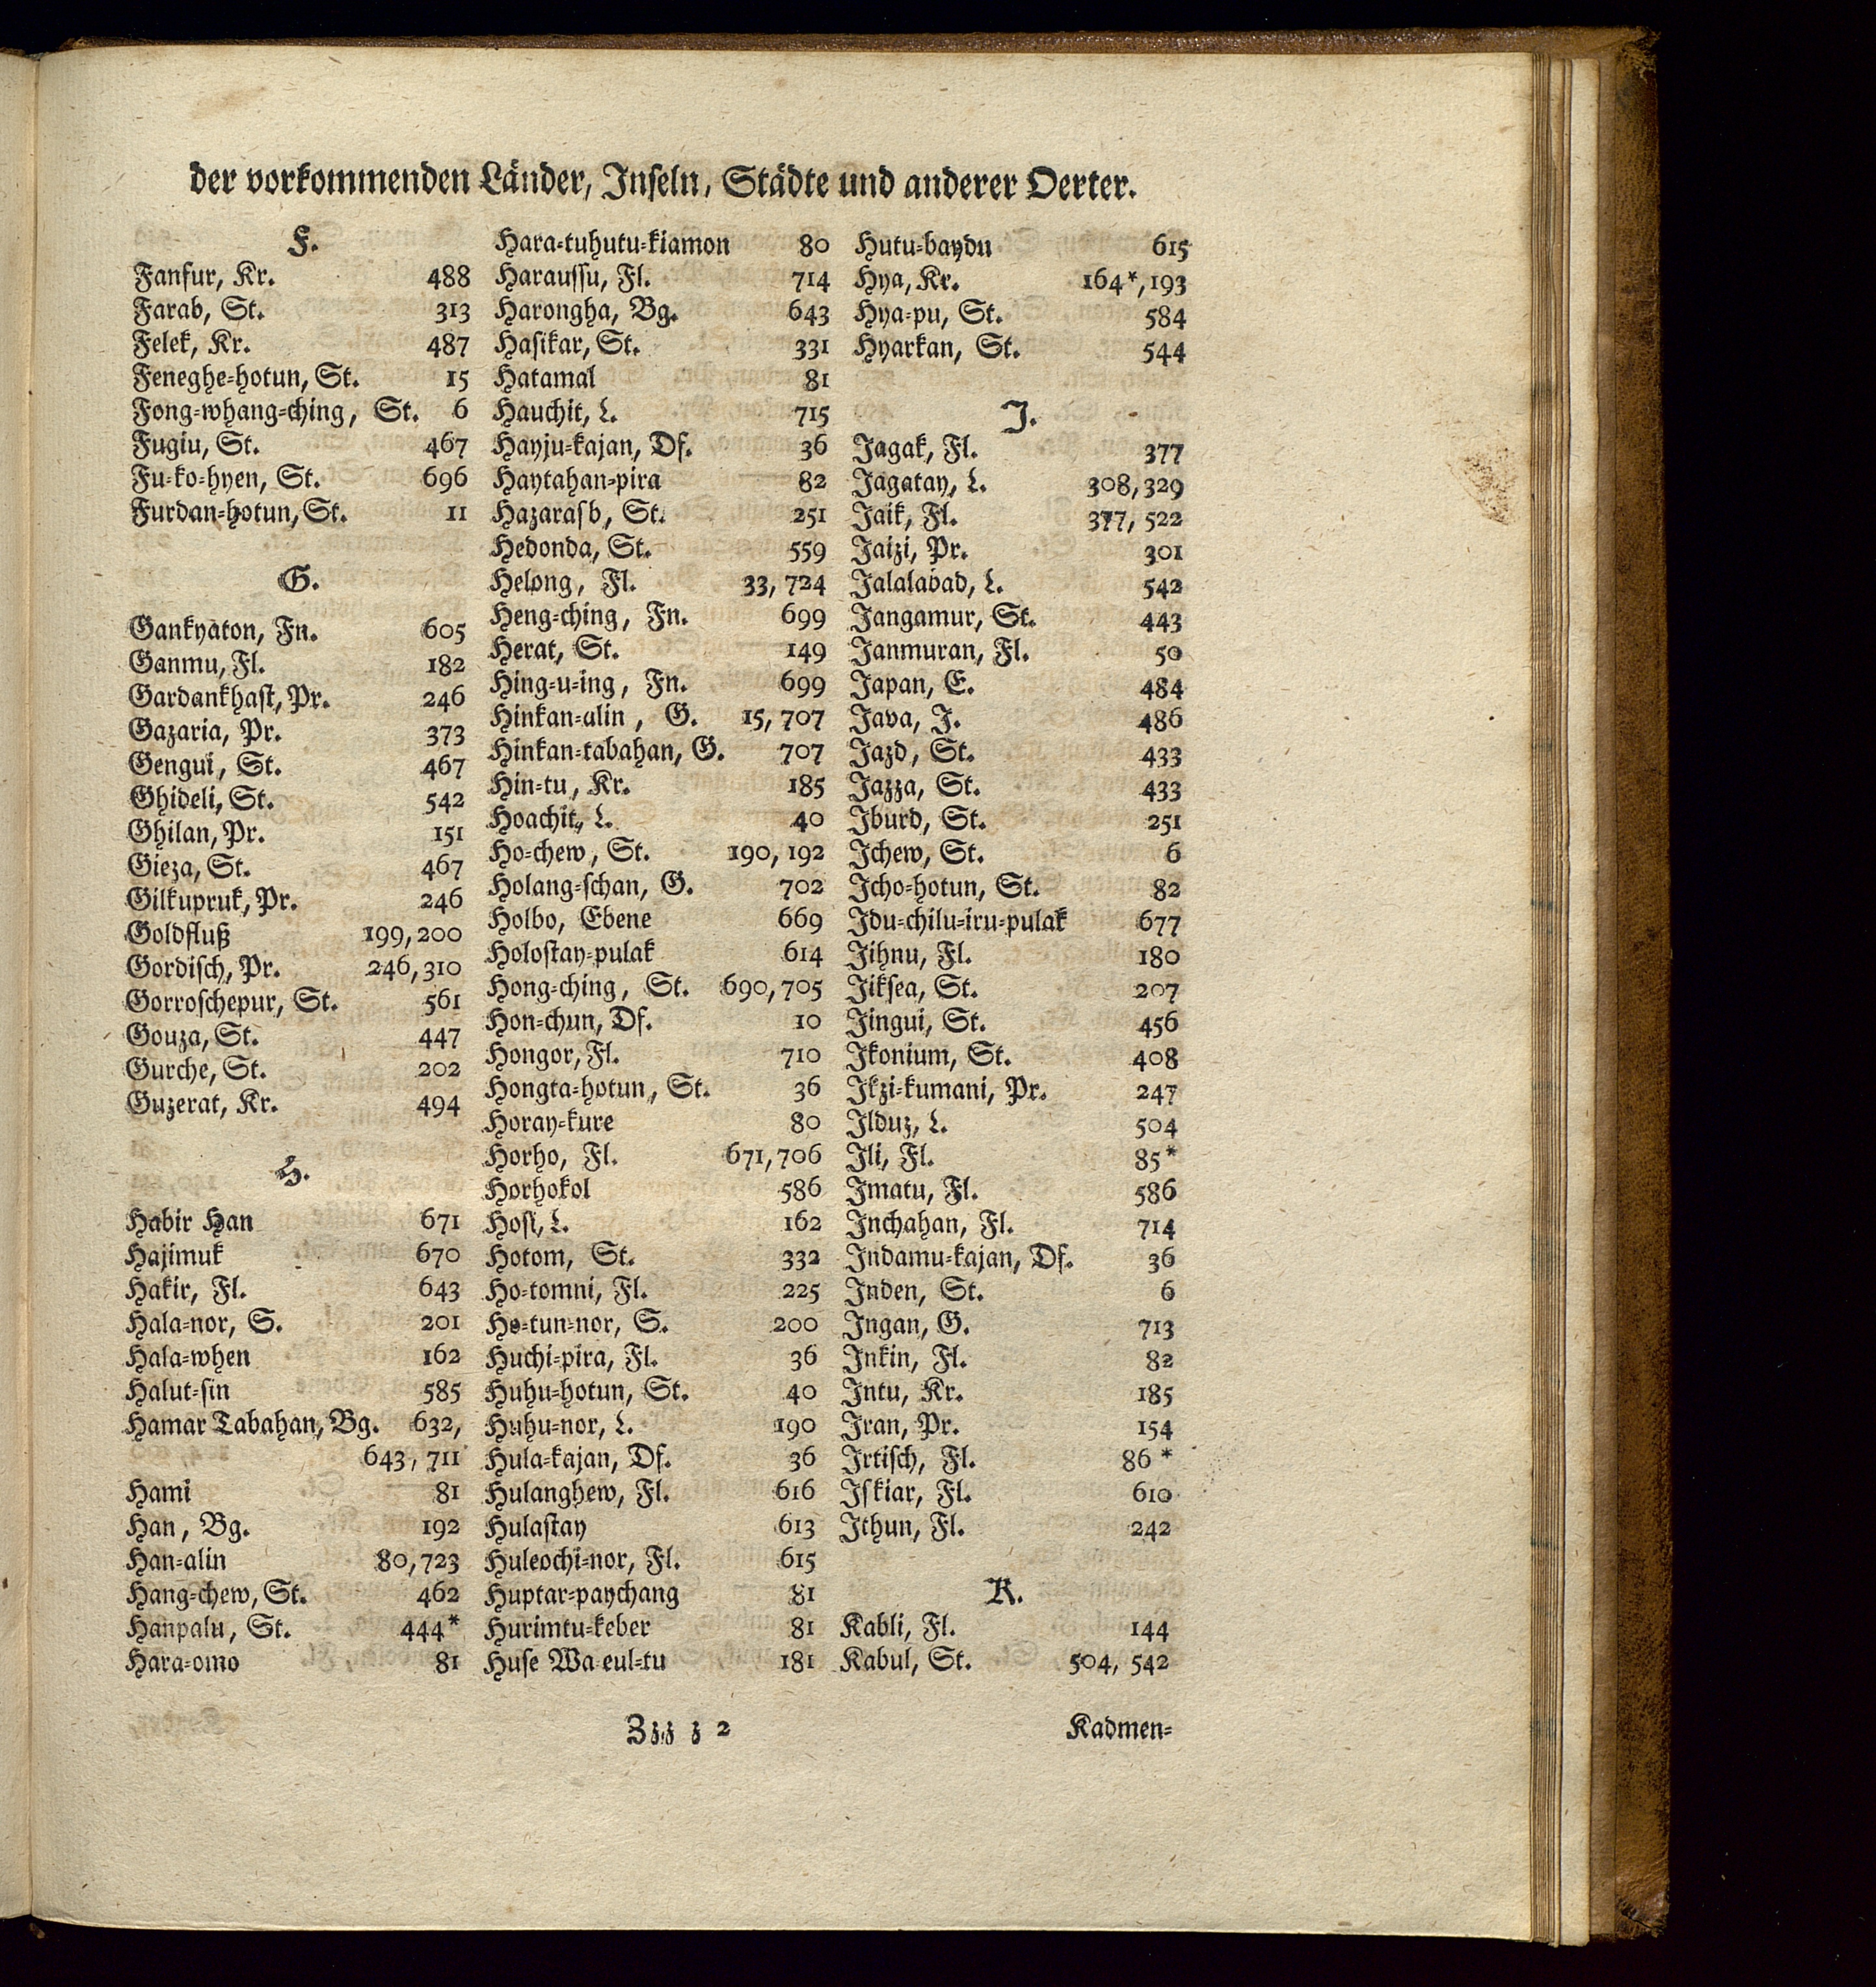 der vorkommenden Länder, Inseln, Städte und anderer Oerter.
F.
Fanfur, Kr. 488
Farab, St. 313
Felek, Kr. 487
Feneghe=hotun, St. 15
Fong=whang=ching, St. 6
Fugiu, St. 467
Fu=ko=hyen, St. 696
Furdan=hotun, St. 11
G.
Gankyaton, Fn. 605
Ganmu, Fl. 182
Gardankhast, Pr. 246
Gazaria, Pr. 373
Gengui, St. 467
Ghideli, St. 542
Ghilan, Pr. 151
Gieza, St. 467
Gilkupruk, Pr. 246
Goldfluß 199, 200
Gordisch, Pr. 246, 310
Gorroschepur, St. 561
Gouza, St. 447
Gurche, St. 202
Guzerat, Kr. 494
H.
Habir Han 671
Hajimuk 670
Hakir, Fl. 643
Hala=nor, S. 201
Hala=when 162
Halut=sin 585
Hamar Tabahan, Bg. 632,
643, 711
Hami 81
Han, Bg. 192
Han=alin 80, 723
Hang=chew, St. 462
Hanpalu, St. 444*
Hara=omo 81
Hara=tuhutu=kiamon 80
Haraussu, Fl. 714
Harongha, Bg. 643
Hasikar, St. 331
Hatamal 81
Hauchit, L. 715
Hayju=kajan, Df. 36
Haytahan=pira 82
Hazarasb, St. 251
Hedonda, St. 559
Helong, Fl. 33, 724
Heng=ching, Fn. 699
Herat, St. 149
Hing=u=ing, Fn. 699
Hinkan=alin, G. 15, 707
Hinkan=tabahan, G. 707
Hin=tu, Kr. 185
Hoachit, L. 40
Ho=chew, St. 190, 192
Holang=schan, G. 702
Holbo, Ebene 669
Holostay=pulak 614
Hong=ching, St. 690, 705
Hon=chun, Df. 10
Hongor, Fl. 710
Hongta=hotun, St. 36
Horay=kure 80
Horho, Fl. 671, 706
Horhokol 586
Hosi, L. 162
Hotom, St. 332
Ho=tomni, Fl. 225
Ho=tun=nor, S. 200
Huchi=pira, Fl. 36
Huhu=hotun, St. 40
Huhu=nor, L. 190
Hula=kajan, Df. 36
Hulanghew, Fl. 616
Hulastay 613
Huleochi=nor, Fl. 615
Huptar=paychang 81
Hurimtu=keber 81
Huse Wa eul=tu 181
Hutu=baydu 615
Hya, Kr. 164*, 193
Hya=pu, St. 584
Hyarkan, St. 544
J.
Jagak, Fl. 377
Jagatay, L. 308, 329
Jaik, Fl. 377, 522
Jaizi, Pr. 301
Jalalabad, L. 542
Jangamur, St. 443
Janmuran, Fl. 50
Japan, E. 484
Java, J. 486
Jazd, St. 433
Jazza, St. 433
Jburd, St. 251
Jchew, St. 6
Jcho=hotun, St. 82
Jdu=chilu=iru=pulak 677
Jihnu, Fl. 180
Jiksea, St. 207
Jingui, St. 456
Jkonium, St. 408
Jkzi=kumani, Pr. 247
Jlduz, L. 504
Jli, Fl. 85*
Jmatu, Fl. 586
Jnchahan, Fl. 714
Jndamu=kajan, Df. 36
Jnden, St. 6
Jngan, G. 713
Jnkin, Fl. 82
Jntu, Kr. 185
Jran, Pr. 154
Jrtisch, Fl. 86*
Jskiar, Fl. 610
Jthun, Fl. 242
K.
Kabli, Fl. 144
Kabul, St. 504, 542
Zzz z 2
Kadmen=